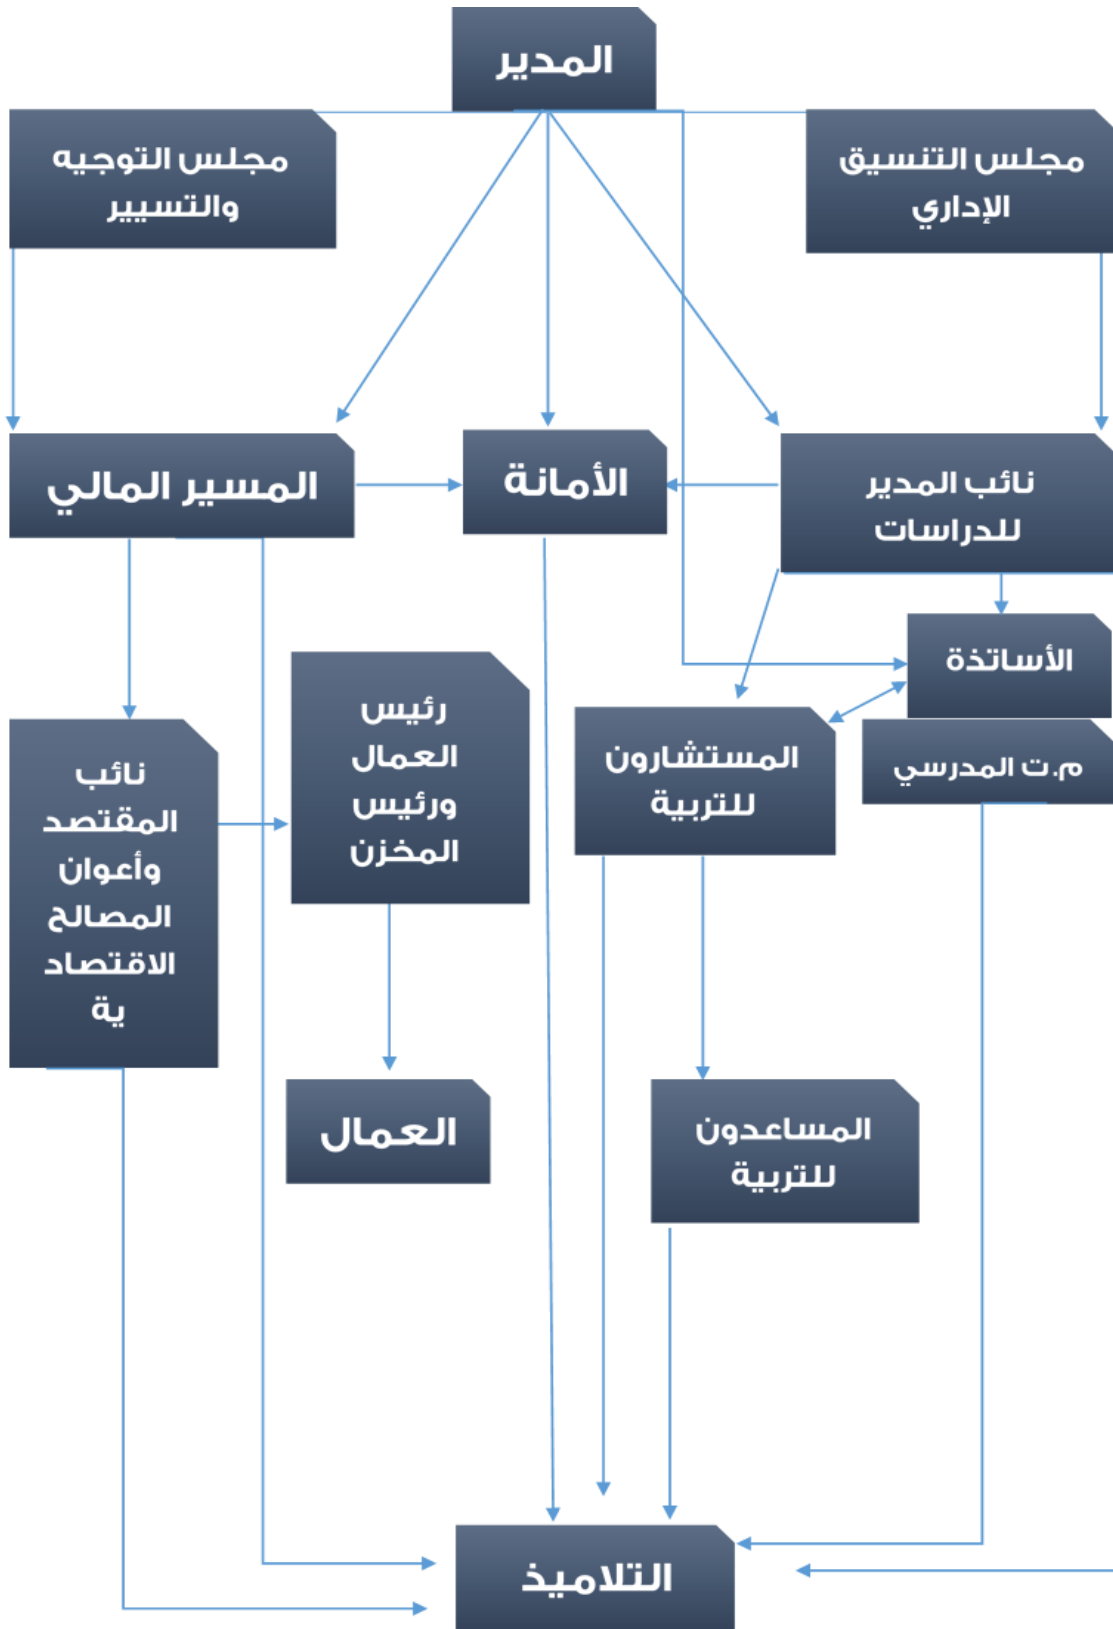 المدير
مجلس التنسيق
الإداري
مجلس التوجيه
والتسيير
نائب المدير
للدراسات
الأمانة
المسير المالي
الأساتذة
م.ت المدرسي
المستشارون
للتربية
رئيس
العمال
ورئيس
المخزن
نائب
المقتصد
وأعوان
المصالح
الاقتصاد
ية
المساعدون
للتربية
العمال
التلاميذ